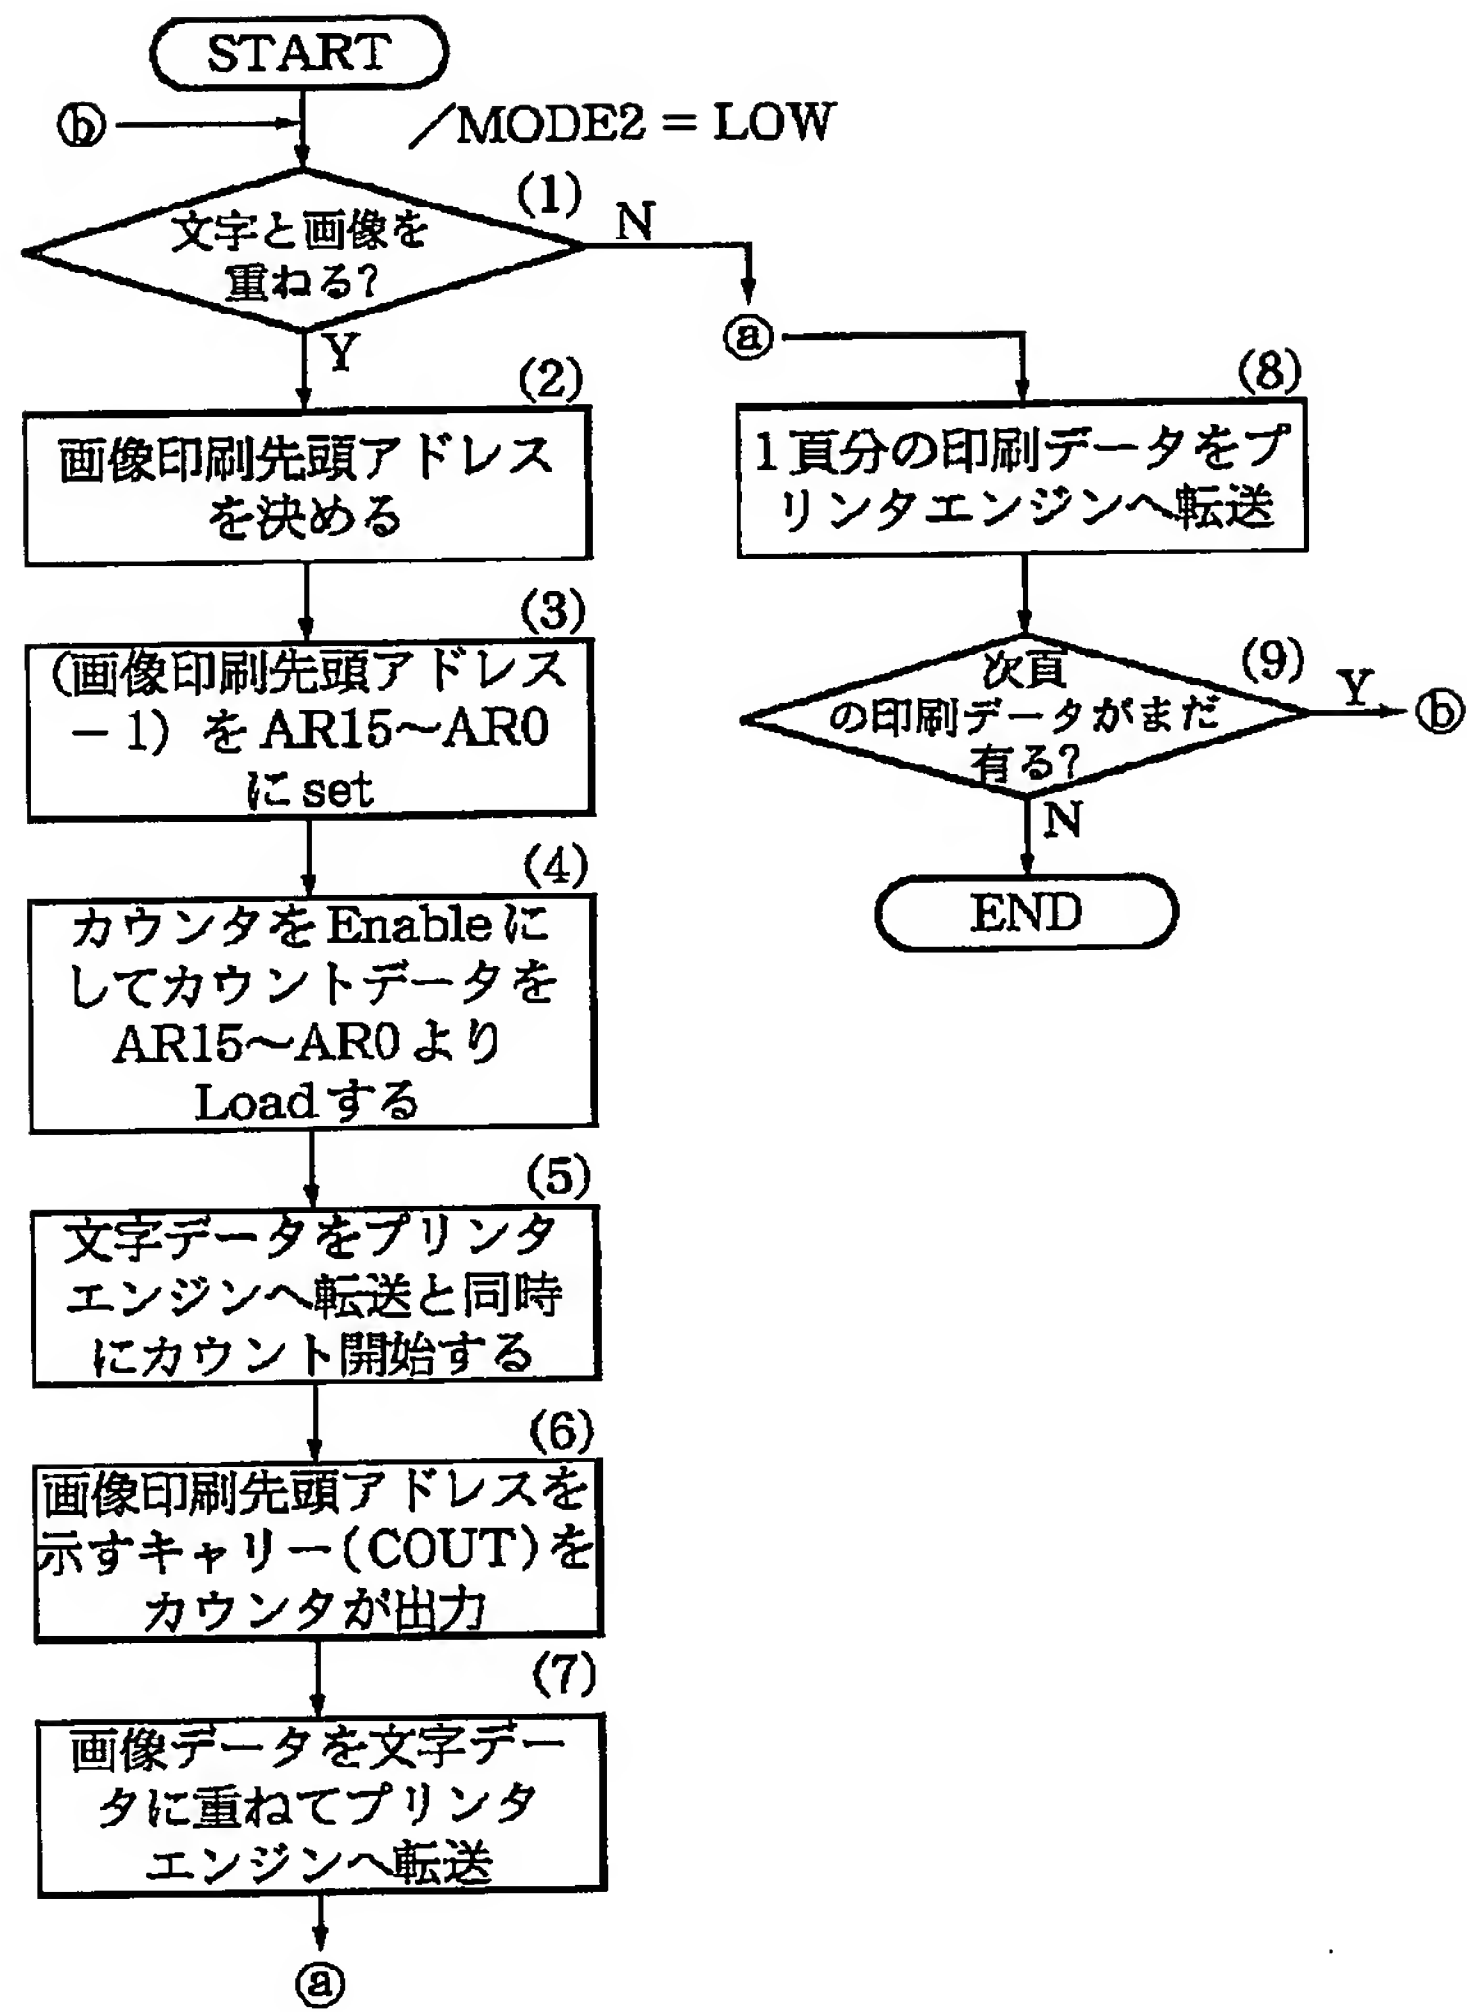 START
ⓑ
／MODE2 = LOW
(1)
文字と画像を
重ねる?
N
Y
ⓐ
(2)
画像印刷先頭アドレス
を決める
(3)
(画像印刷先頭アドレス
－1) をAR15～AR0
にset
(4)
カウンタをEnableに
してカウントデータを
AR15～AR0より
Loadする
(5)
文字データをプリンタ
エンジンへ転送と同時
にカウント開始する
(6)
画像印刷先頭アドレスを
示すキャリー(COUT)を
カウンタが出力
(7)
画像データを文字デー
タに重ねてプリンタ
エンジンへ転送
ⓐ
(8)
1頁分の印刷データをプ
リンタエンジンへ転送
(9)
次頁
の印刷データがまだ
有る?
Y
ⓑ
N
END